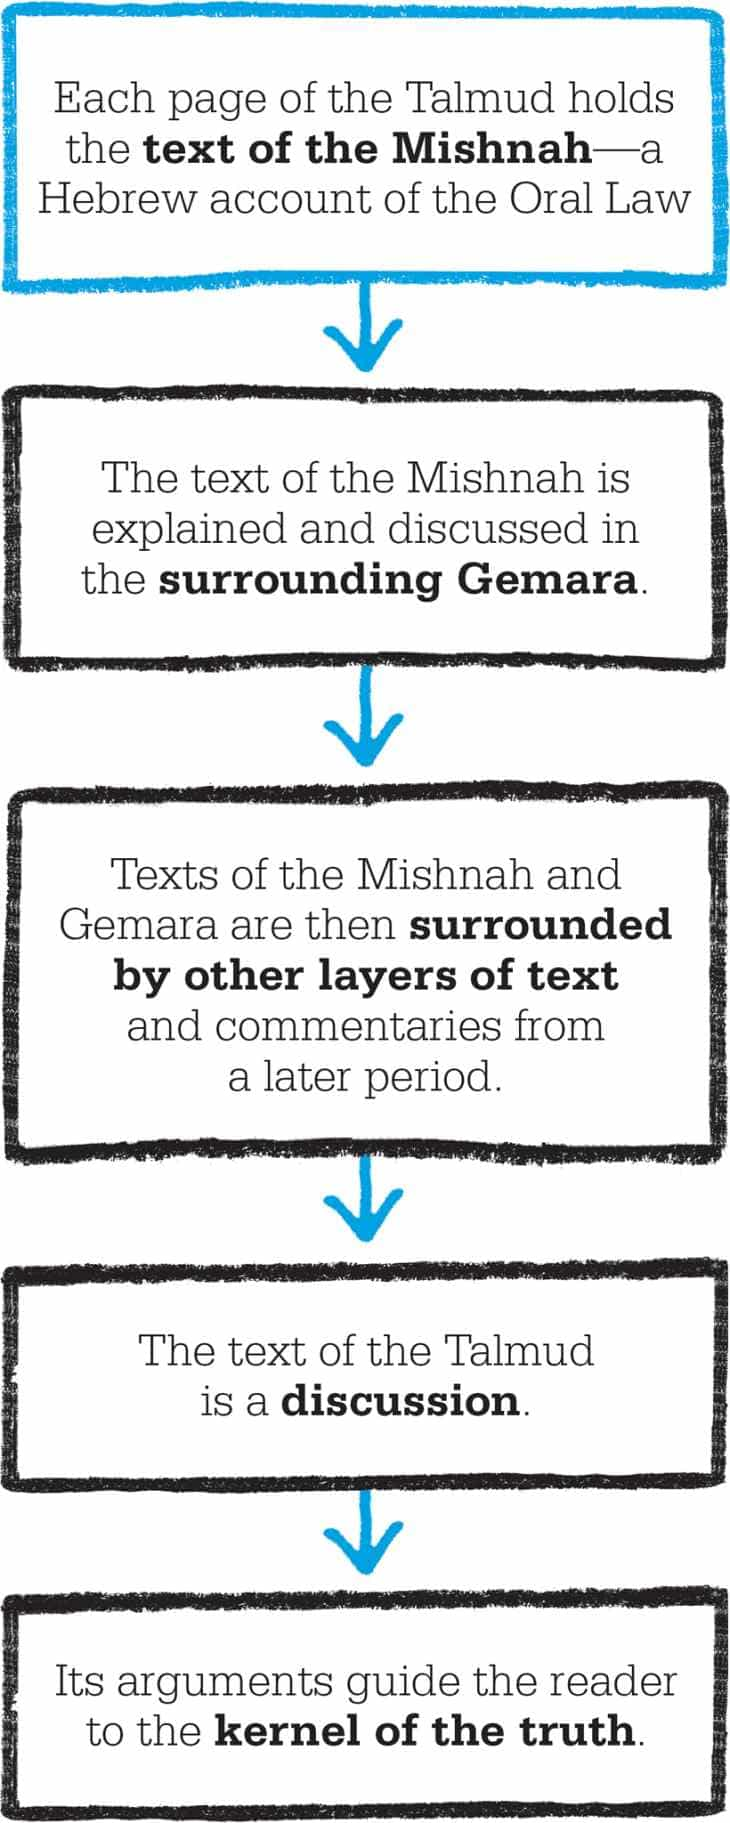 Each page of the Talmud holds
the text of the Mishnah—a
Hebrew account of the Oral Law
The text of the Mishnah is
explained and discussed in
the surrounding Gemara.
Texts of the Mishnah and
Gemara are then surrounded
by other layers of text
and commentaries from
a later period.
The text of the Talmud
is a discussion.
Its arguments guide the reader
to the kernel of the truth.